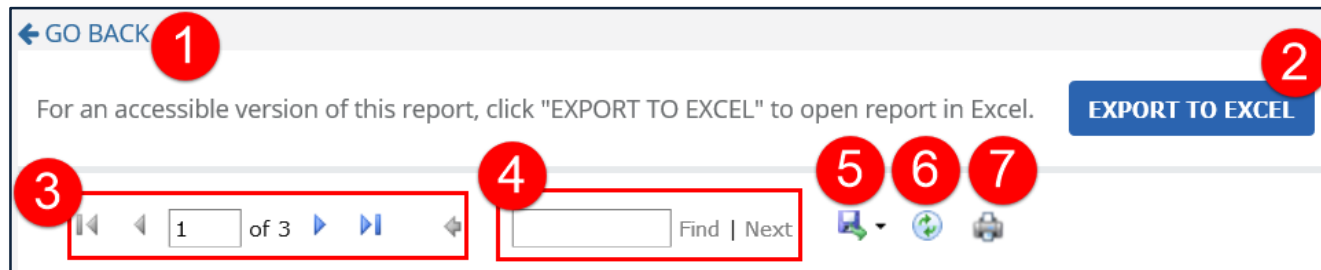 GO BACK
1
2
For an accessible version of this report, click "EXPORT TO EXCEL" to open report in Excel.
EXPORT TO EXCEL
3
4
5
6
7
1 of 3
Find | Next